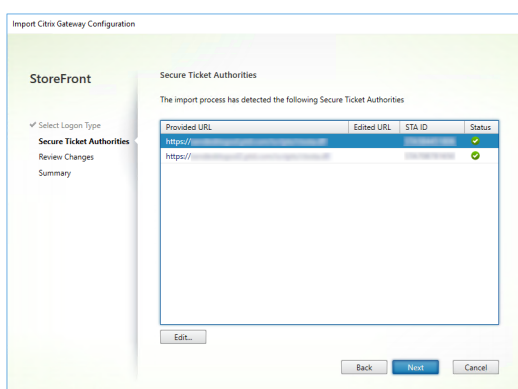 Import Citrix Gateway Configuration
StoreFront
Select Logon Type
Secure Ticket Authorities
Review Changes
Summary
Secure Ticket Authorities
The import process has detected the following Secure Ticket Authorities
Provided URL Edited URL STA ID Status
https://
https://
Edit...
Back Next Cancel